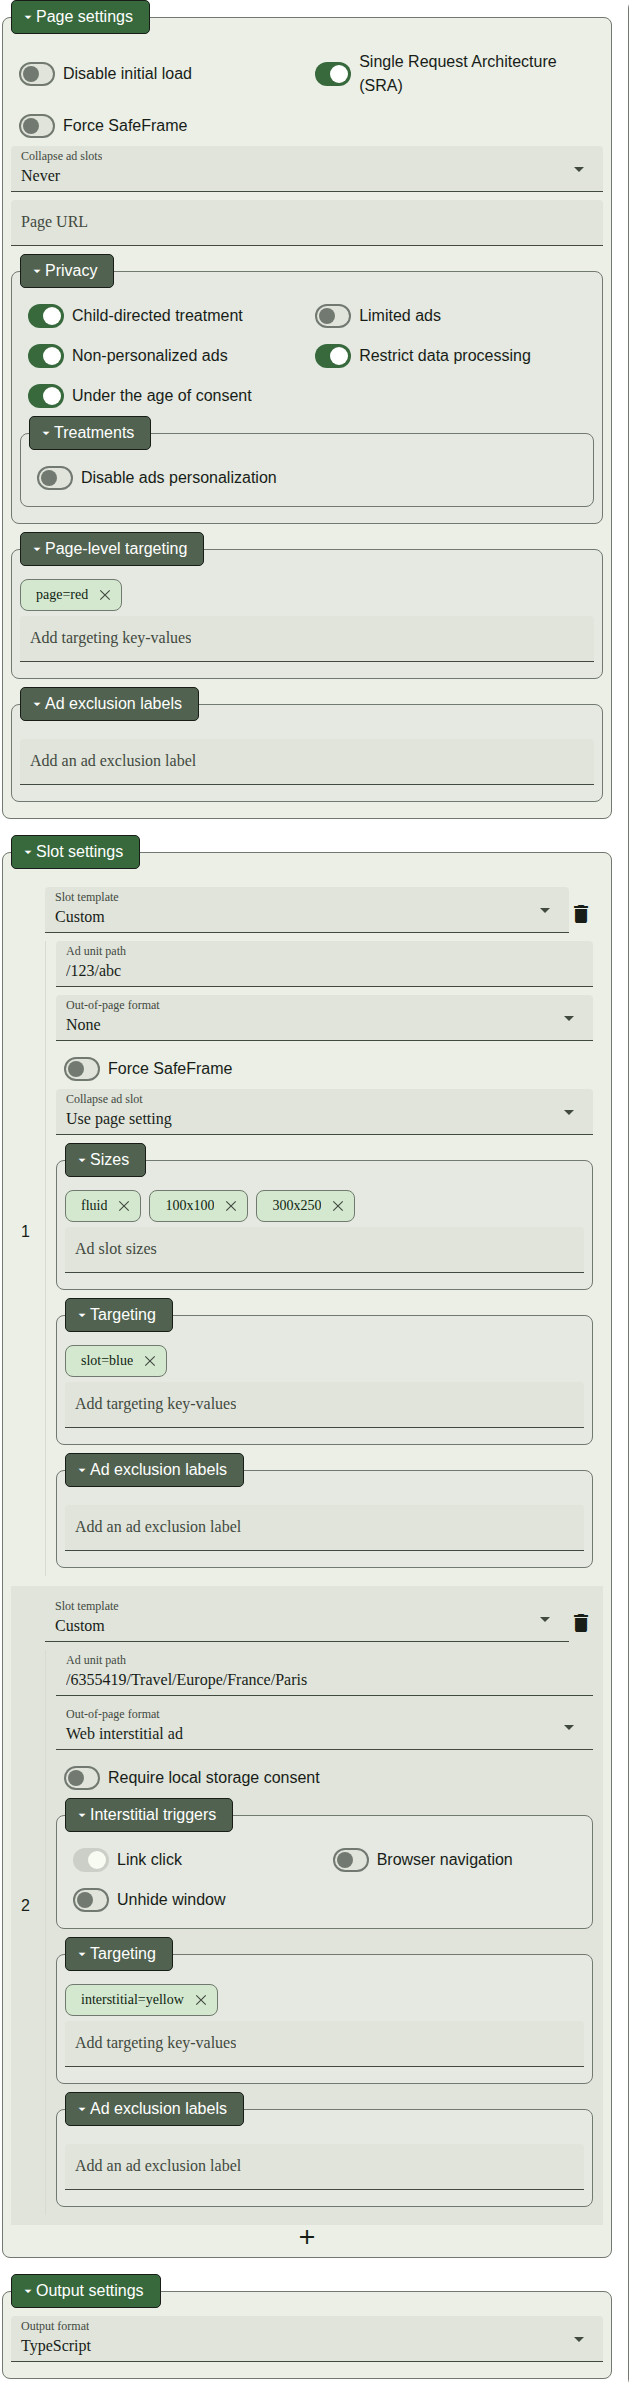 Page settings
Disable initial load
Single Request Architecture
(SRA)
Force SafeFrame
Collapse ad slots
Never
Page URL
Privacy
Child-directed treatment
Limited ads
Non-personalized ads
Restrict data processing
Under the age of consent
Treatments
Disable ads personalization
Page-level targeting
page=red
Add targeting key-values
Ad exclusion labels
Add an ad exclusion label
Slot settings
Slot template
Custom
Ad unit path
/123/abc
Out-of-page format
None
Force SafeFrame
Collapse ad slot
Use page setting
Sizes
fluid 100x100 300x250
1
Ad slot sizes
Targeting
slot=blue
Add targeting key-values
Ad exclusion labels
Add an ad exclusion label
Slot template
Custom
Ad unit path
/6355419/Travel/Europe/France/Paris
Out-of-page format
Web interstitial ad
Require local storage consent
Interstitial triggers
Link click
Browser navigation
Unhide window
2
Targeting
interstitial=yellow
Add targeting key-values
Ad exclusion labels
Add an ad exclusion label
+
Output settings
Output format
TypeScript